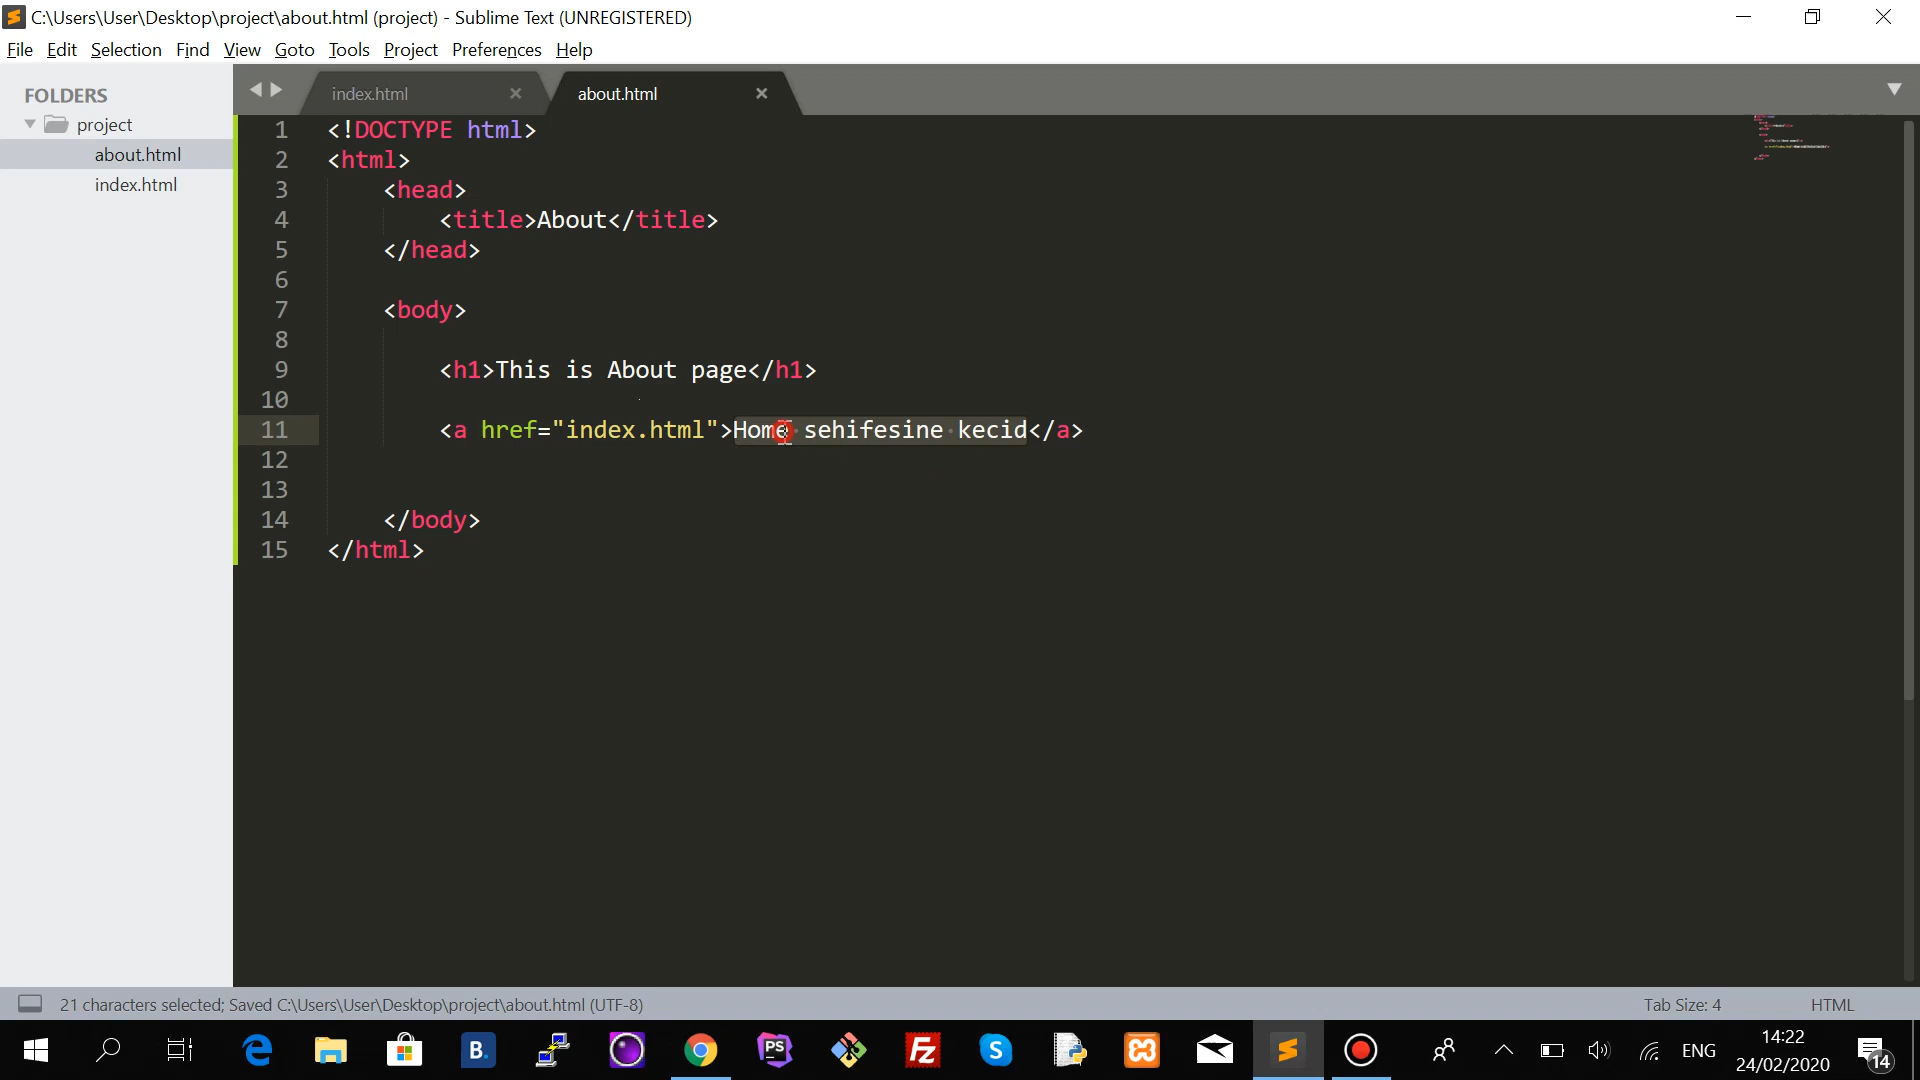 C:\Users\User\Desktop\project\about.html (project) - Sublime Text (UNREGISTERED)
File Edit Selection Find View Goto Tools Project Preferences Help
FOLDERS
project
about.html
index.html
index.html × about.html ×
1 <!DOCTYPE html>
2 <html>
3 <head>
4 <title>About</title>
5 </head>
6
7 <body>
8
9 <h1>This is About page</h1>
10
11 <a href="index.html">Home sehifesine kecid</a>
12
13
14 </body>
15 </html>
21 characters selected; Saved C:\Users\User\Desktop\project\about.html (UTF-8) Tab Size: 4 HTML
B. PS Fz S ENG 14:22
24/02/2020 14